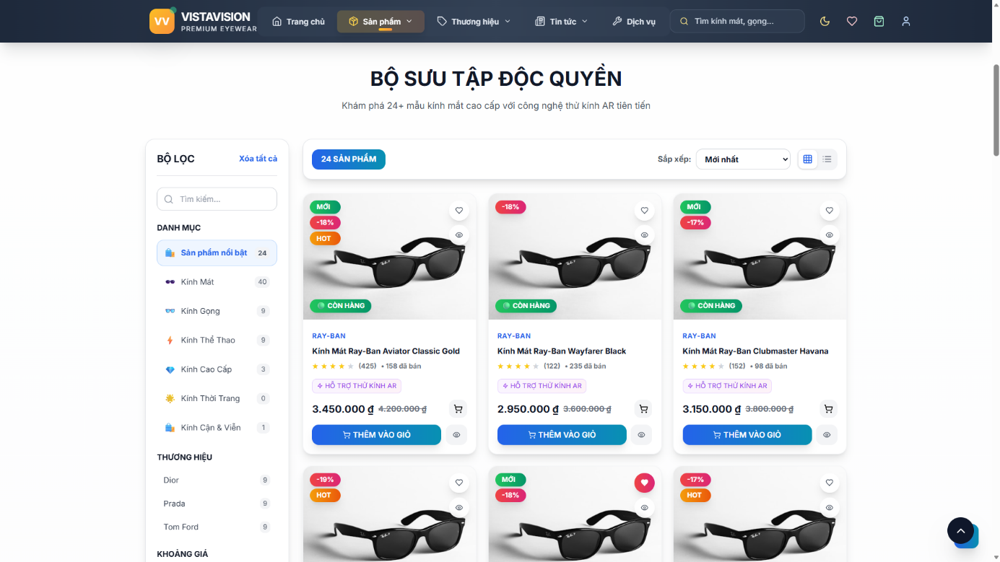 VV
VISTAVISION
PREMIUM EYEWEAR
Trang chủ
Sản phẩm
Thương hiệu
Tin tức
Dịch vụ
Tìm kính mát, gọng...
BỘ SƯU TẬP ĐỘC QUYỀN
Khám phá 24+ mẫu kính mắt cao cấp với công nghệ thử kính AR tiên tiến
BỘ LỌC
Xóa tất cả
Tìm kiếm...
DANH MỤC
Sản phẩm nổi bật 24
Kính Mát 40
Kính Gọng 9
Kính Thể Thao 9
Kính Cao Cấp 3
Kính Thời Trang 0
Kính Cận & Viễn 1
THƯƠNG HIỆU
Dior 9
Prada 9
Tom Ford 9
KHOẢNG GIÁ
24 SẢN PHẨM
Sắp xếp:
Mới nhất
MỚI
-18%
HOT
CÒN HÀNG
RAY-BAN
Kính Mát Ray-Ban Aviator Classic Gold
(425) • 158 đã bán
HỖ TRỢ THỬ KÍNH AR
3.450.000 ₫ 4.200.000 ₫
THÊM VÀO GIỎ
-18%
CÒN HÀNG
RAY-BAN
Kính Mát Ray-Ban Wayfarer Black
(122) • 235 đã bán
HỖ TRỢ THỬ KÍNH AR
2.950.000 ₫ 3.600.000 ₫
THÊM VÀO GIỎ
MỚI
-17%
CÒN HÀNG
RAY-BAN
Kính Mát Ray-Ban Clubmaster Havana
(152) • 98 đã bán
HỖ TRỢ THỬ KÍNH AR
3.150.000 ₫ 3.800.000 ₫
THÊM VÀO GIỎ
-19%
HOT
MỚI
-18%
-17%
HOT